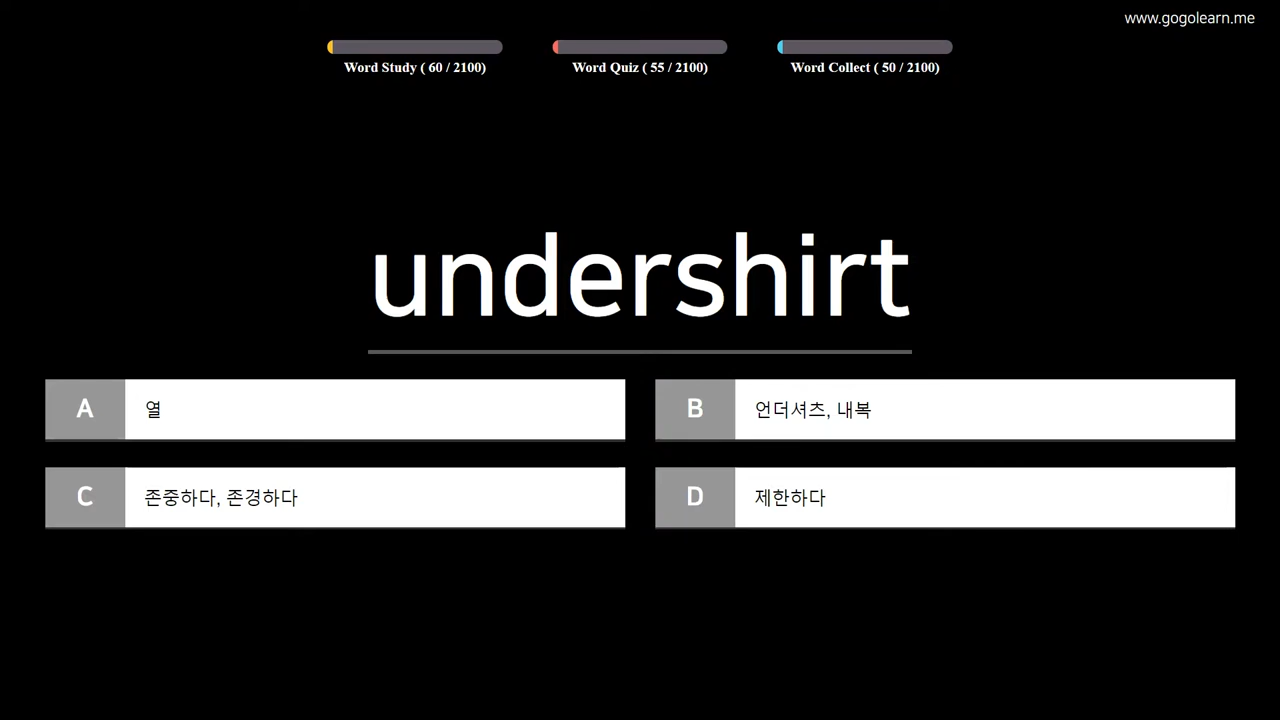 www.gogolearn.me
Word Study ( 60 / 2100)
Word Quiz ( 55 / 2100)
Word Collect ( 50 / 2100)
undershirt
A 열
B 언더셔츠, 내복
C 존중하다, 존경하다
D 제한하다